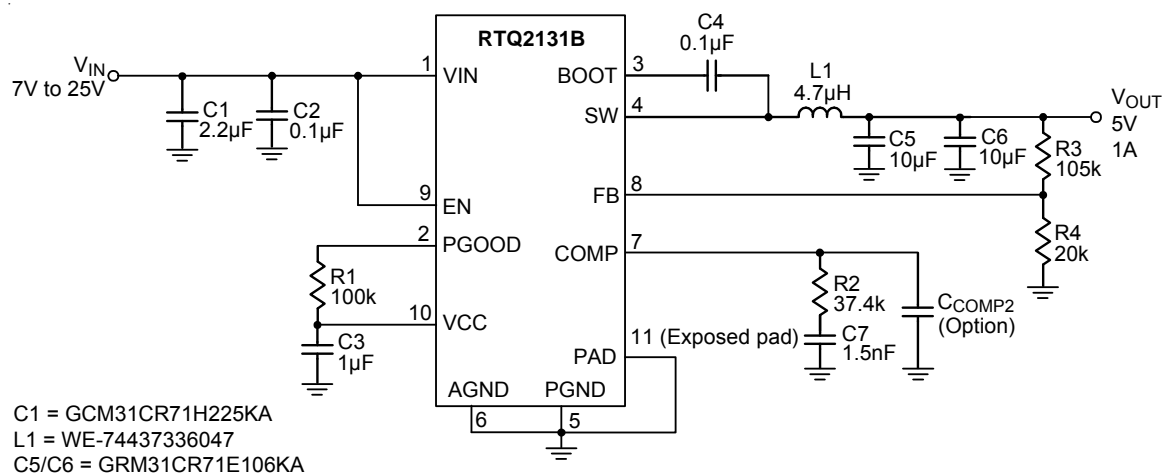 RTQ2131B
VIN
7V to 25V
C1
2.2µF
C2
0.1µF
1
VIN
9
EN
2
PGOOD
R1
100k
10
VCC
C3
1µF
AGND
6
PGND
5
BOOT
3
C4
0.1µF
SW
4
L1
4.7µH
C5
10µF
C6
10µF
VOUT
5V
1A
R3
105k
FB
8
R4
20k
COMP
7
R2
37.4k
C7
1.5nF
CCOMP2
(Option)
11 (Exposed pad)
PAD
C1 = GCM31CR71H225KA
L1 = WE-74437336047
C5/C6 = GRM31CR71E106KA